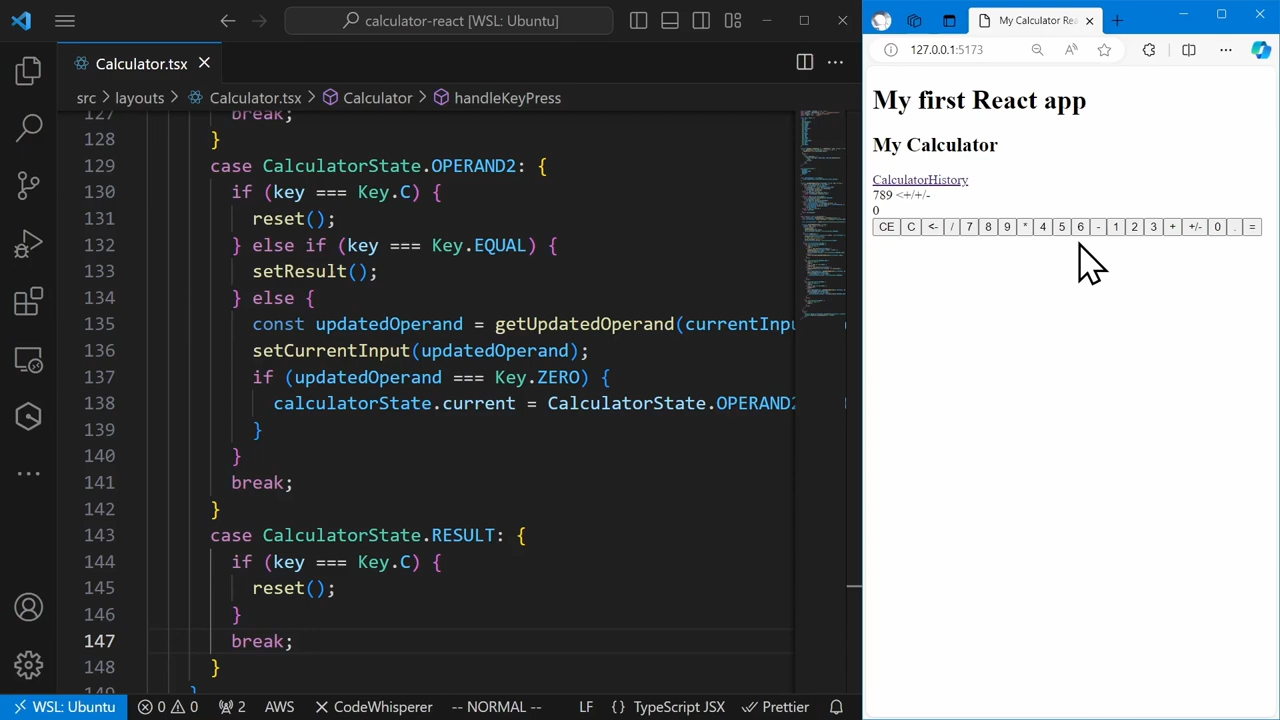 calculator-react [WSL: Ubuntu]
Calculator.tsx
src > layouts > Calculator.tsx > Calculator > handleKeyPress
127 break;
128 }
129 case CalculatorState.OPERAND2: {
130 if (key === Key.C) {
131 reset();
132 } else if (key === Key.EQUAL) {
133 setResult();
134 } else {
135 const updatedOperand = getUpdatedOperand(currentInpu
136 setCurrentInput(updatedOperand);
137 if (updatedOperand === Key.ZERO) {
138 calculatorState.current = CalculatorState.OPERAND2
139 }
140 }
141 break;
142 }
143 case CalculatorState.RESULT: {
144 if (key === Key.C) {
145 reset();
146 }
147 break;
148 }
149 }
WSL: Ubuntu 0 0 2 AWS CodeWhisperer -- NORMAL -- LF {} TypeScript JSX Prettier
My Calculator Rea
127.0.0.1:5173
My first React app
My Calculator
CalculatorHistory
789 <+/+/-
0
CE C <- / 7 8 9 * 4 5 6 - 1 2 3 + +/- 0 . =